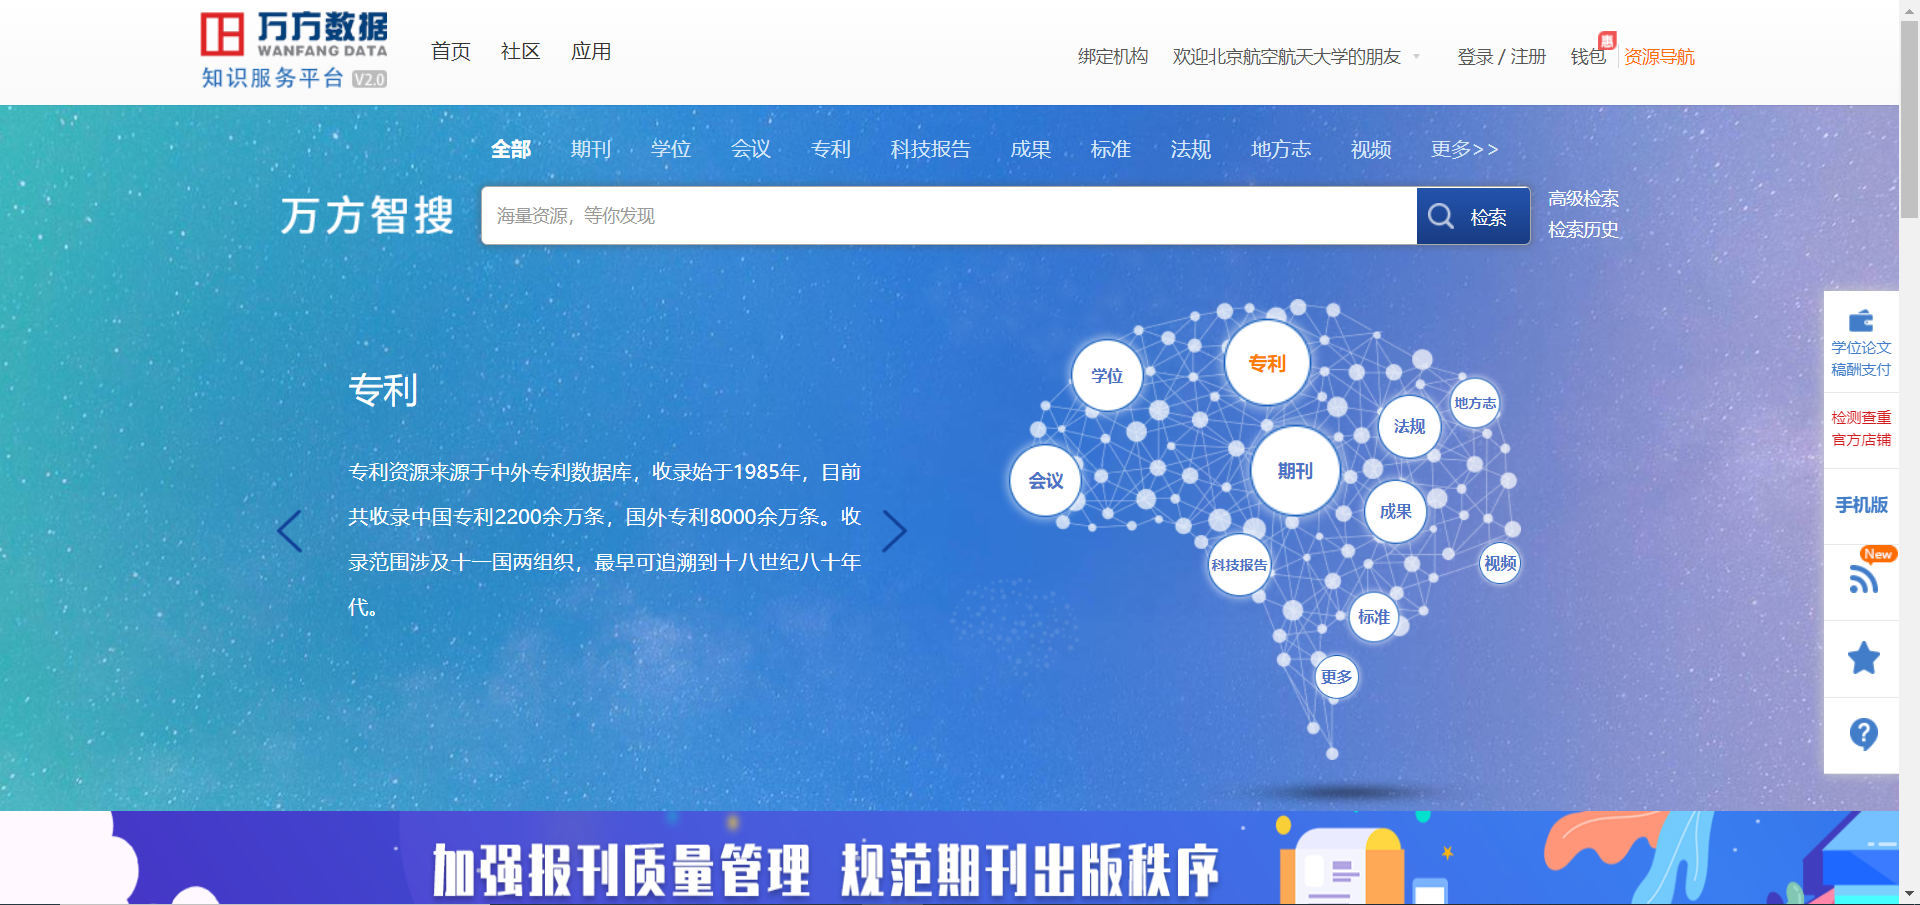 万方数据
WANFANG DATA
知识服务平台 V2.0
首页 社区 应用
绑定机构 欢迎北京航空航天大学的朋友 登录 / 注册 钱包 惠 资源导航
全部 期刊 学位 会议 专利 科技报告 成果 标准 法规 地方志 视频 更多>>
万方智搜
海量资源，等你发现
检索
高级检索
检索历史
专利
专利资源来源于中外专利数据库，收录始于1985年，目前
共收录中国专利2200余万条，国外专利8000余万条。收
录范围涉及十一国两组织，最早可追溯到十八世纪八十年
代。
学位
专利
地方志
法规
会议
期刊
成果
科技报告
视频
标准
更多
学位论文
稿酬支付
检测查重
官方店铺
手机版
New
加强报刊质量管理 规范期刊出版秩序